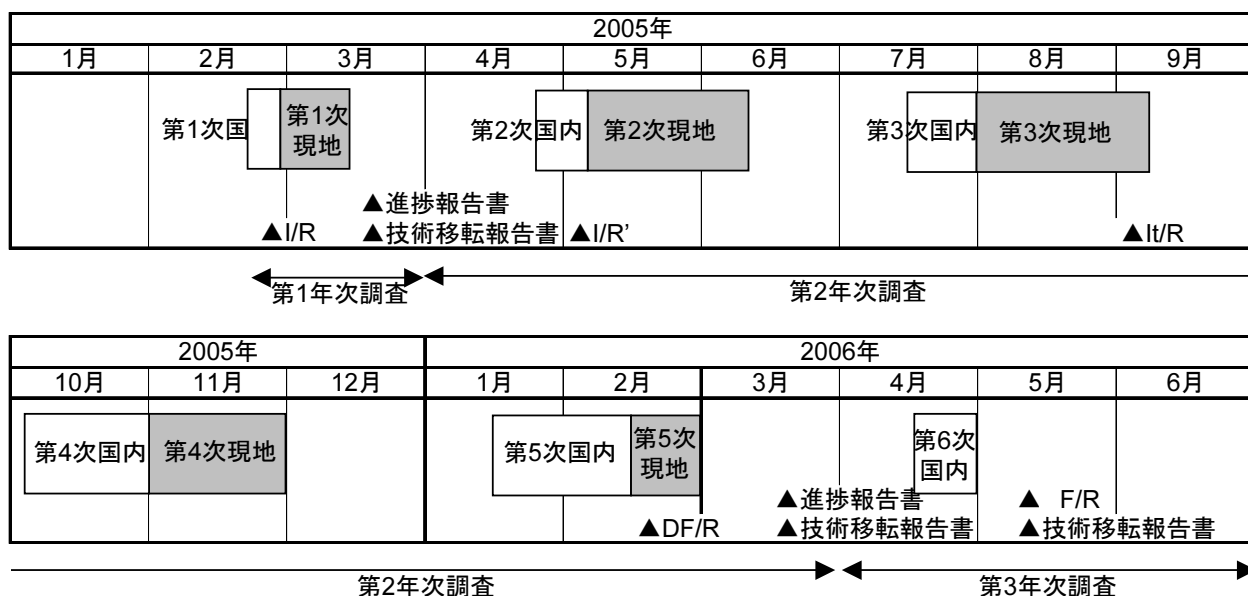 2005年
1月 2月 3月 4月 5月 6月 7月 8月 9月
第1次国
第1次
現地
第2次国内 第2次現地
第3次国内 第3次現地
▲進捗報告書
▲I/R ▲技術移転報告書 ▲I/R’ ▲It/R
第1年次調査 第2年次調査
2005年 2006年
10月 11月 12月 1月 2月 3月 4月 5月 6月
第4次国内 第4次現地
第5次国内
第5次
現地
第6次
国内
▲進捗報告書 ▲ F/R
▲DF/R ▲技術移転報告書 ▲技術移転報告書
第2年次調査 第3年次調査